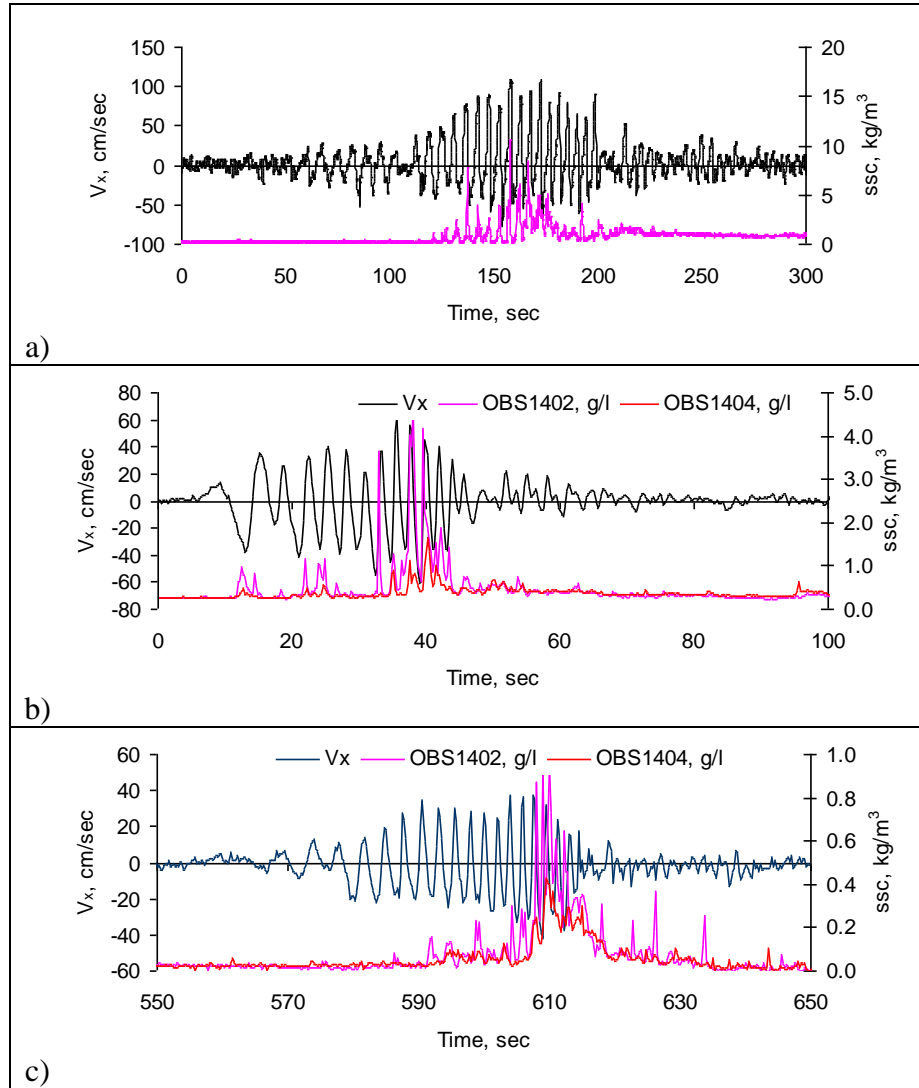 150
100
50
0
-50
-100
Vx, cm/sec
20
15
10
5
0
ssc, kg/m³
0 50 100 150 200 250 300
Time, sec
a)
80
60
40
20
0
-20
-40
-60
-80
Vx, cm/sec
Vx OBS1402, g/l OBS1404, g/l
5.0
4.0
3.0
2.0
1.0
0.0
ssc, kg/m³
0 20 40 60 80 100
Time, sec
b)
60
40
20
0
-20
-40
-60
Vx, cm/sec
Vx OBS1402, g/l OBS1404, g/l
1.0
0.8
0.6
0.4
0.2
0.0
ssc, kg/m³
550 570 590 610 630 650
Time, sec
c)